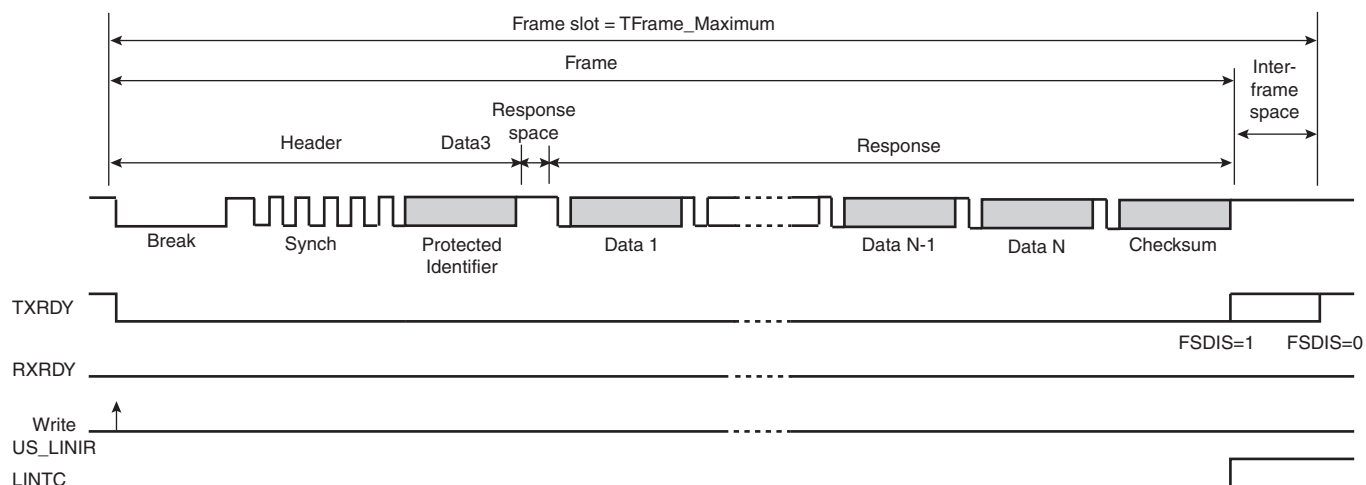 Frame slot = TFrame_Maximum
Frame
Inter-
frame
space
Response
space
Header
Data3
Response
Break
Synch
Protected
Identifier
Data 1
Data N-1
Data N
Checksum
TXRDY
FSDIS=1
FSDIS=0
RXRDY
Write
US_LINIR
LINTC